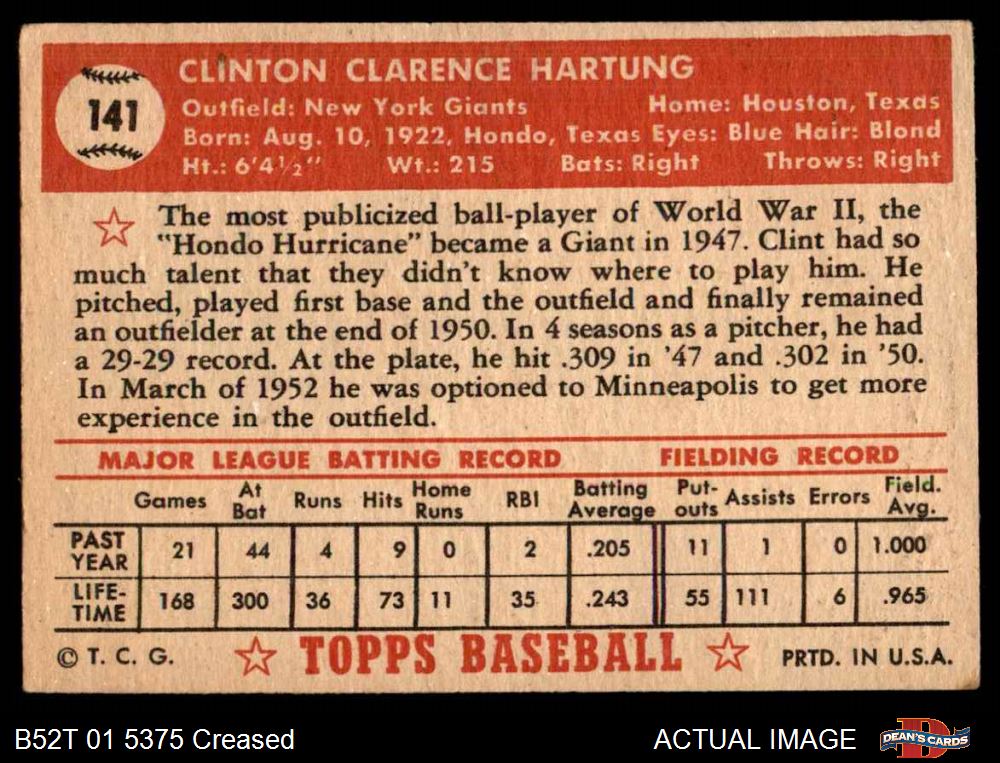 CLINTON CLARENCE HARTUNG
141
Outfield: New York Giants Home: Houston, Texas
Born: Aug. 10, 1922, Hondo, Texas Eyes: Blue Hair: Blond
Ht.: 6'4½" Wt.: 215 Bats: Right Throws: Right
The most publicized ball-player of World War II, the
"Hondo Hurricane" became a Giant in 1947. Clint had so
much talent that they didn't know where to play him. He
pitched, played first base and the outfield and finally remained
an outfielder at the end of 1950. In 4 seasons as a pitcher, he had
a 29-29 record. At the plate, he hit .309 in '47 and .302 in '50.
In March of 1952 he was optioned to Minneapolis to get more
experience in the outfield.
MAJOR LEAGUE BATTING RECORD FIELDING RECORD
Games At Bat Runs Hits Home Runs RBI Batting Average Put-outs Assists Errors Field. Avg.
PAST YEAR 21 44 4 9 0 2 .205 11 1 0 1.000
LIFE-TIME 168 300 36 73 11 35 .243 55 111 6 .965
© T. C. G. TOPPS BASEBALL PRTD. IN U.S.A.
B52T 01 5375 Creased ACTUAL IMAGE DEAN'S CARDS